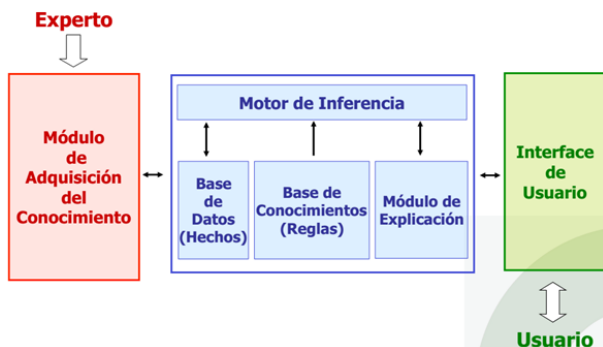 Experto
Módulo
de
Adquisición
del
Conocimiento
Motor de Inferencia
Base
de
Datos
(Hechos)
Base de
Conocimientos
(Reglas)
Módulo de
Explicación
Interface
de
Usuario
Usuario